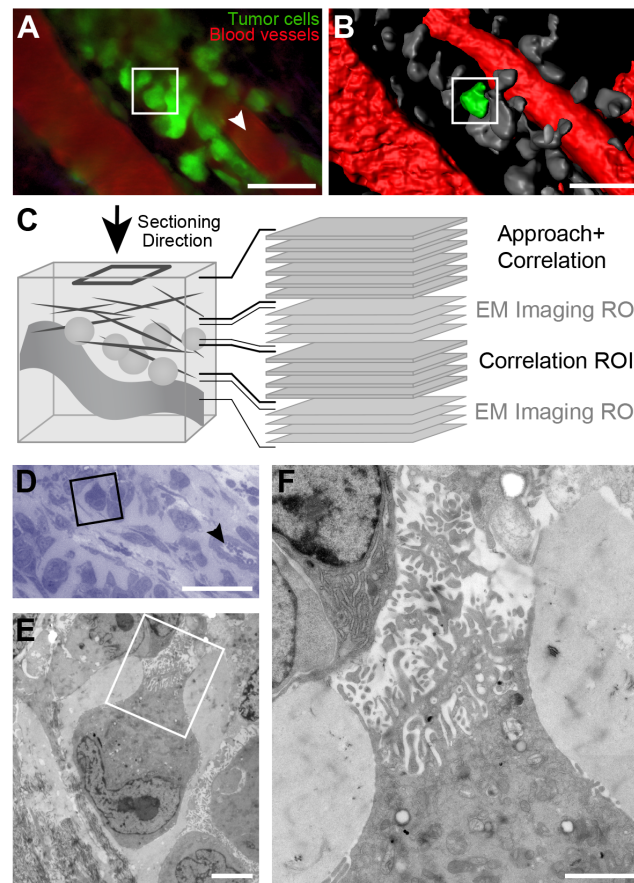 A
Tumor cells
Blood vessels
B
C
Sectioning
Direction
Approach+
Correlation
EM Imaging RO
Correlation ROI
EM Imaging RO
D
E
F